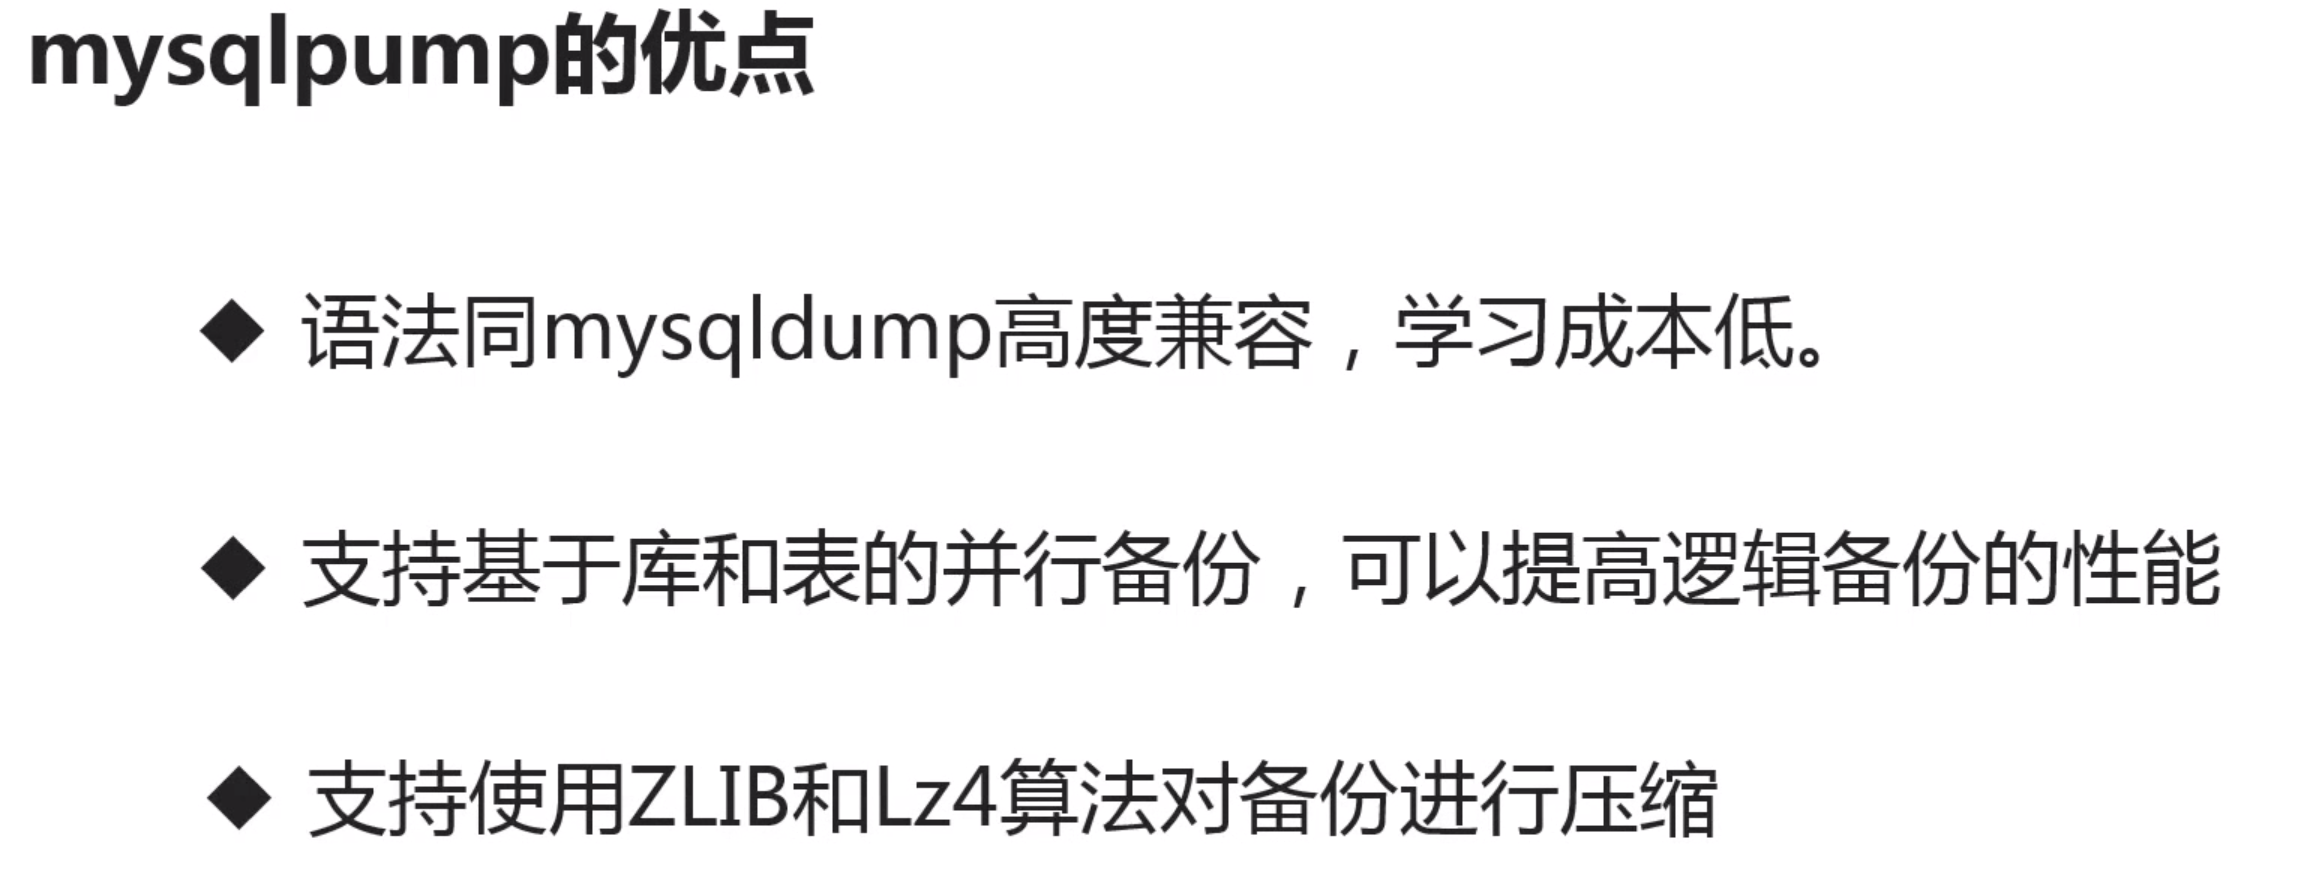 mysqlpump的优点
◆ 语法同mysqldump高度兼容，学习成本低。
◆ 支持基于库和表的并行备份，可以提高逻辑备份的性能
◆ 支持使用ZLIB和Lz4算法对备份进行压缩